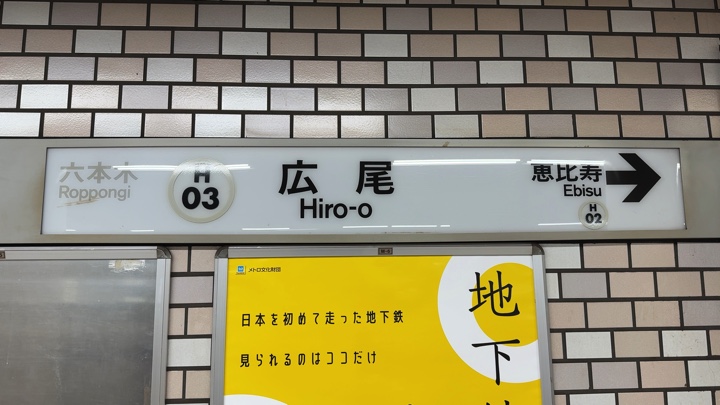 六本木
Roppongi
H
03
広尾
Hiro-o
恵比寿
Ebisu
H
02
メトロ文化財団
日本を初めて走った地下鉄
見られるのはココだけ
地下